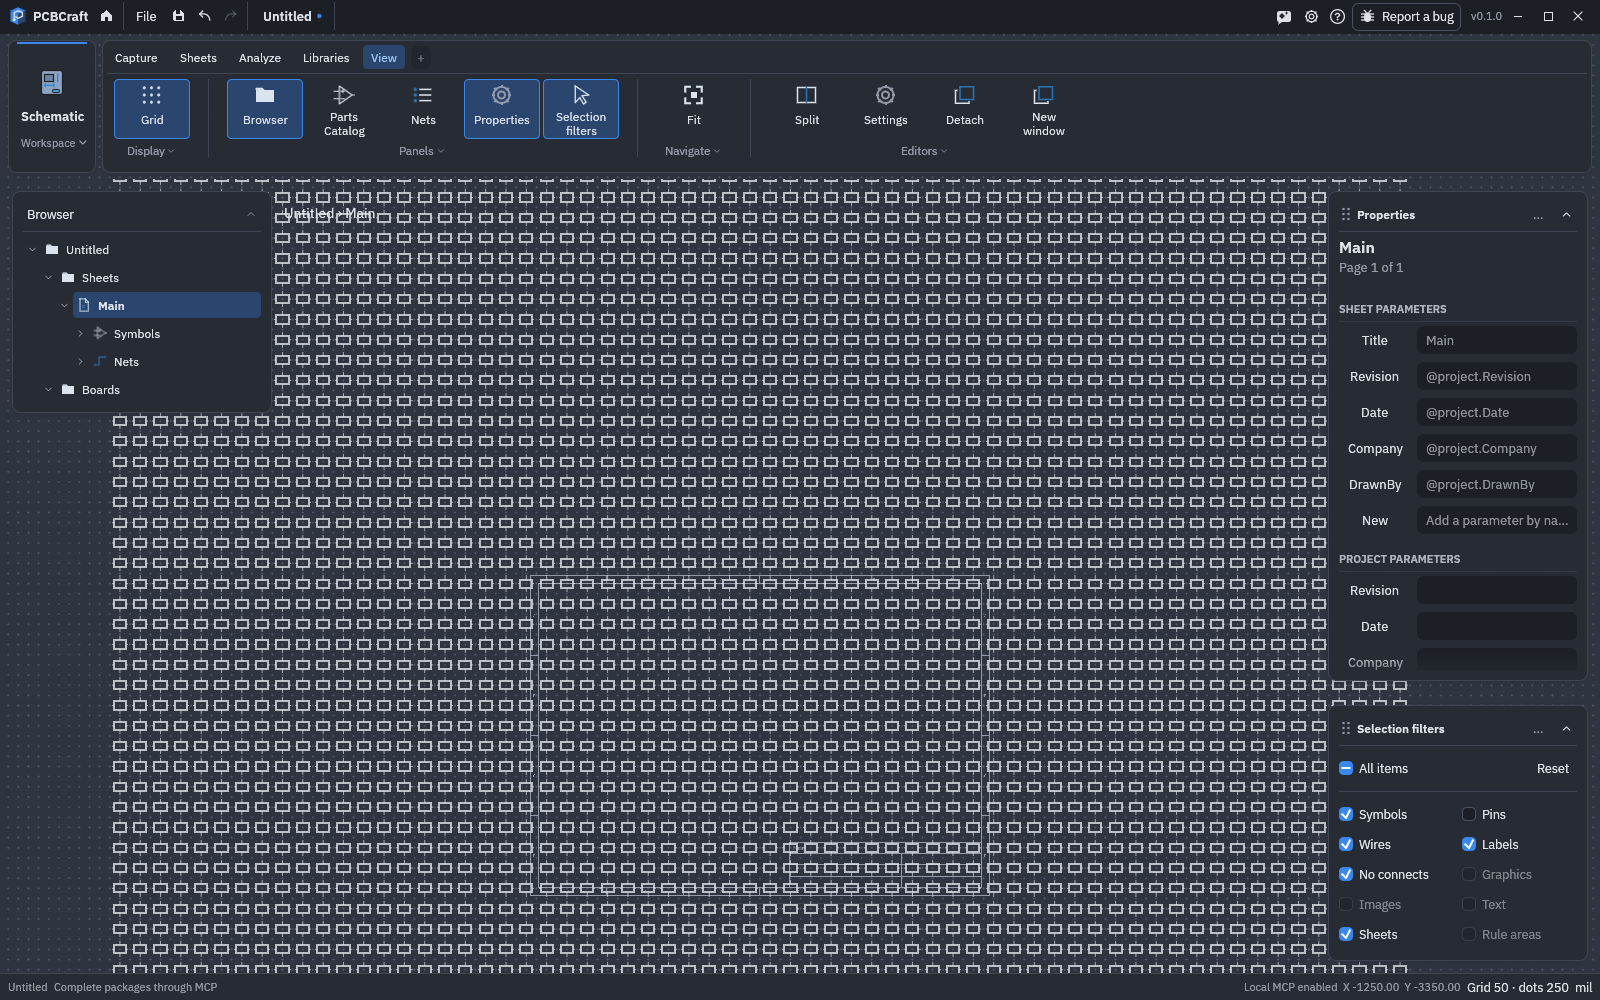 PCBCraft File Untitled Report a bug v0.1.0
Schematic
Workspace
Capture Sheets Analyze Libraries View +
Grid Browser Parts Catalog Nets Properties Selection filters Fit Split Settings Detach New window
Display Panels Navigate Editors
Browser
Untitled
Sheets
Main
Symbols
Nets
Boards
Untitled › Main
Properties ...
Main
Page 1 of 1
SHEET PARAMETERS
Title Main
Revision @project.Revision
Date @project.Date
Company @project.Company
DrawnBy @project.DrawnBy
New Add a parameter by na...
PROJECT PARAMETERS
Revision
Date
Company
Selection filters ...
All items Reset
Symbols Pins
Wires Labels
No connects Graphics
Images Text
Sheets Rule areas
Untitled Complete packages through MCP Local MCP enabled X -1250.00 Y -3350.00 Grid 50 · dots 250 mil